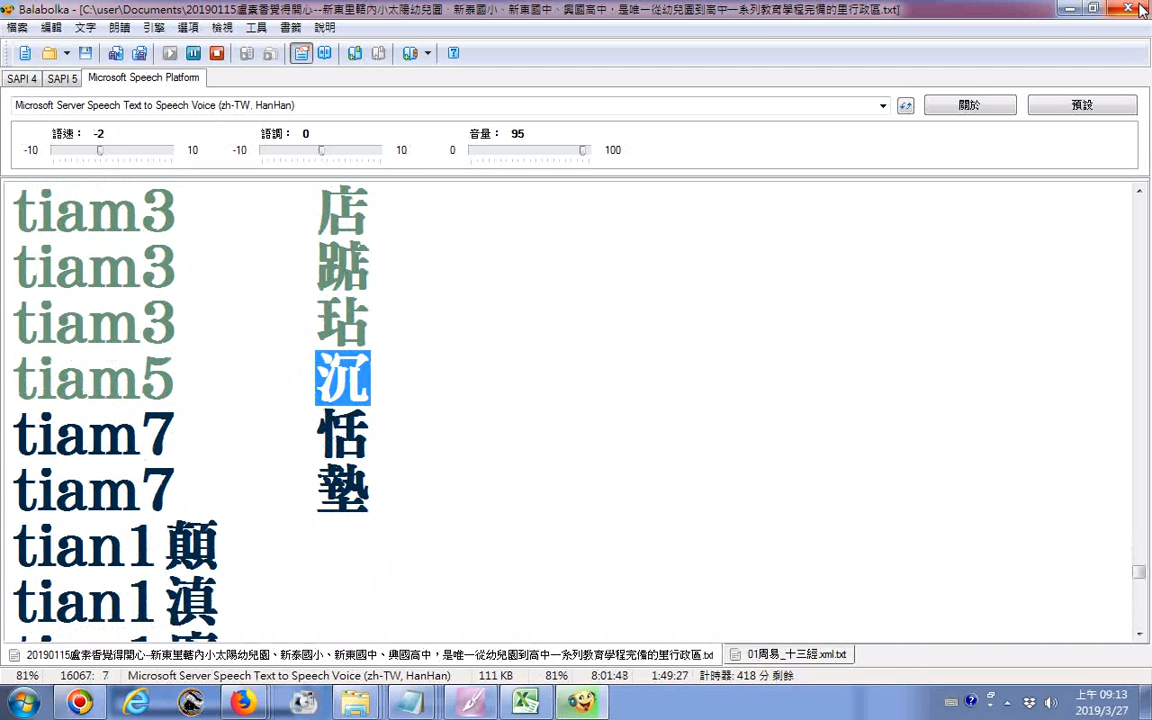 Balabolka - [C:\user\Documents\20190115盧素香覺得開心--新東里轄內小太陽幼兒園、新泰國小、新東國中、興國高中，是唯一從幼兒園到高中一系列教育學程完備的里行政區.txt]
檔案 編輯 文字 朗讀 引擎 選項 檢視 工具 書籤 說明
SAPI 4 SAPI 5 Microsoft Speech Platform
Microsoft Server Speech Text to Speech Voice (zh-TW, HanHan) 關於 預設
語速： -2 語調： 0 音量： 95
-10 10 -10 10 0 100
tiam3 店
tiam3 踮
tiam3 玷
tiam5 沉
tiam7 恬
tiam7 墊
tian1 顛
tian1 滇
20190115盧素香覺得開心--新東里轄內小太陽幼兒園、新泰國小、新東國中、興國高中，是唯一從幼兒園到高中一系列教育學程完備的里行政區.txt 01周易_十三經.xml.txt
81% 16067: 7 Microsoft Server Speech Text to Speech Voice (zh-TW, HanHan) 111 KB 81% 8:01:48 1:49:27 計時器: 418 分 剩餘
上午 09:13
2019/3/27